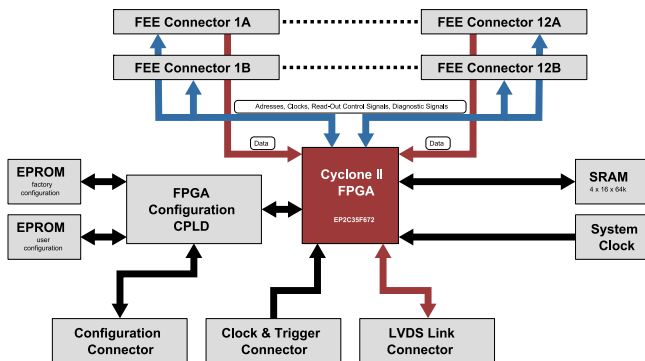 FEE Connector 1A
FEE Connector 12A
FEE Connector 1B
FEE Connector 12B
Adresses, Clocks, Read-Out Control Signals, Diagnostic Signals
Data
Data
EPROM
factory
configuration
FPGA
Configuration
CPLD
Cyclone II
FPGA
EP2C35F672
SRAM
4 x 16 x 64k
EPROM
user
configuration
System
Clock
Configuration
Connector
Clock & Trigger
Connector
LVDS Link
Connector